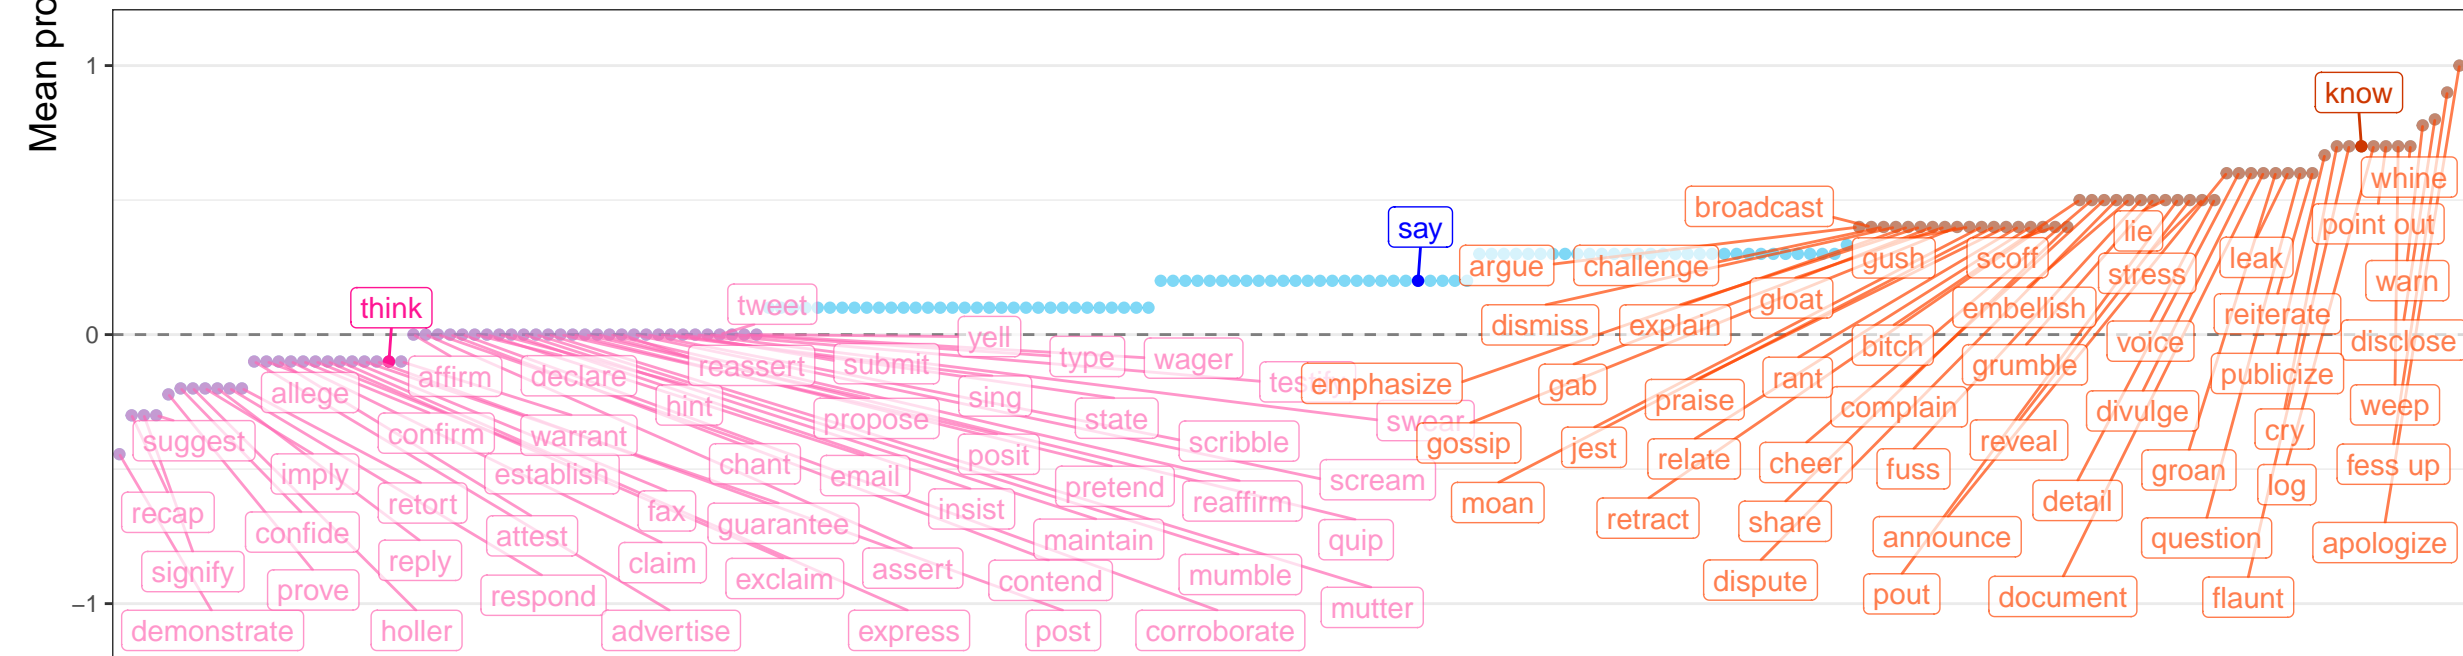 Mean pro
1
0
−1
think
say
know
tweet
broadcast
whine
point out
lie
argue
challenge
gush
scoff
leak
stress
warn
gloat
embellish
reiterate
yell
dismiss
explain
bitch
voice
disclose
type
wager
submit
reassert
declare
affirm
allege
emphasize
gab
rant
grumble
publicize
sing
hint
praise
complain
divulge
weep
propose
state
swear
confirm
warrant
suggest
scribble
gossip
jest
reveal
cry
chant
posit
relate
cheer
fuss
groan
fess up
imply
establish
email
pretend
scream
log
retort
fax
insist
reaffirm
moan
retract
share
detail
recap
confide
attest
guarantee
maintain
quip
announce
question
apologize
signify
reply
claim
exclaim
assert
contend
mumble
dispute
prove
respond
mutter
pout
document
flaunt
demonstrate
holler
advertise
express
post
corroborate